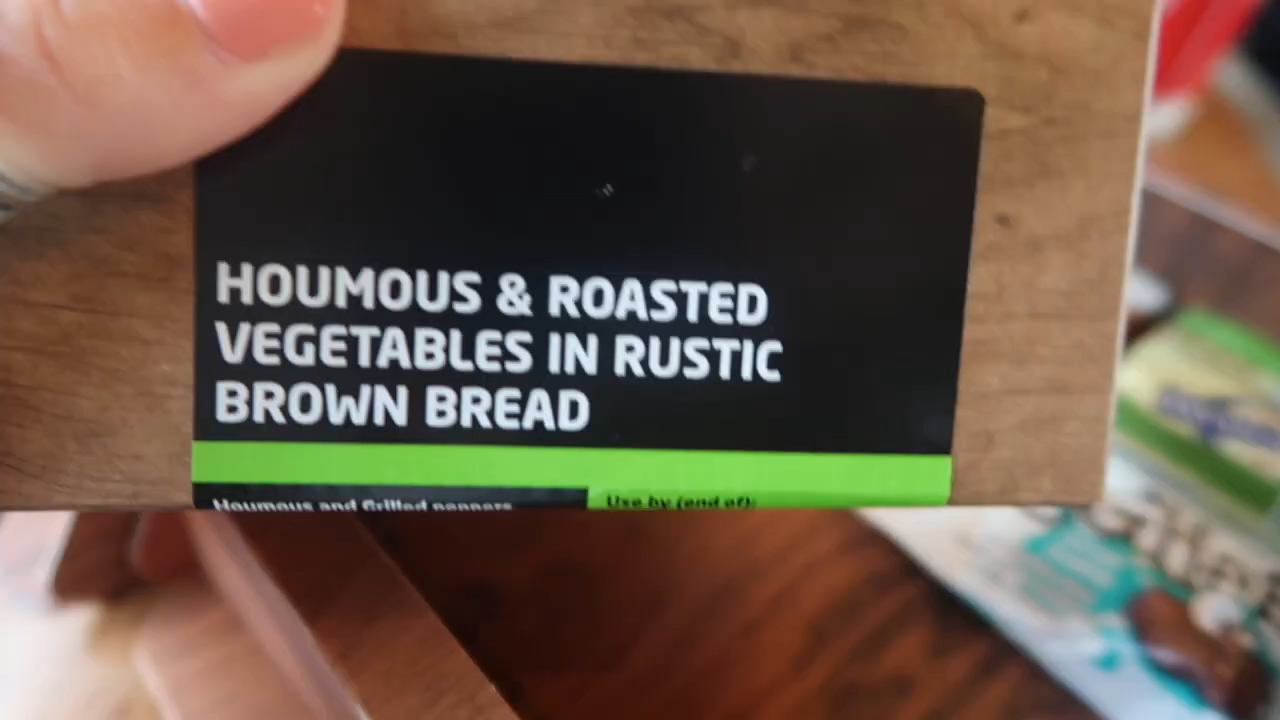 HOUMOUS & ROASTED
VEGETABLES IN RUSTIC
BROWN BREAD
Houmous and Grilled peppers
Use by (end of):